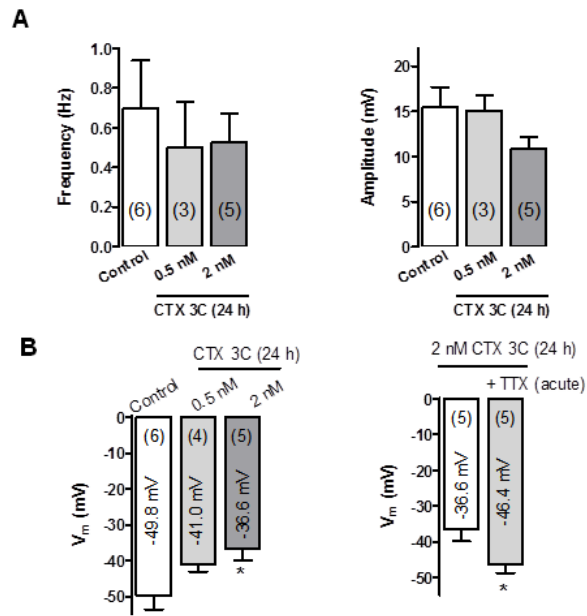 A
Frequency (Hz)
1.0
0.8
0.6
0.4
0.2
0.0
(6)
(3)
(5)
Control
0.5 nM
2 nM
CTX 3C (24 h)
Amplitude (mV)
20
15
10
5
0
(6)
(3)
(5)
Control
0.5 nM
2 nM
CTX 3C (24 h)
B
CTX 3C (24 h)
Control
0.5 nM
2 nM
Vm (mV)
0
-10
-20
-30
-40
-50
(6)
(4)
(5)
-49.8 mV
-41.0 mV
-36.6 mV
*
2 nM CTX 3C (24 h)
+ TTX (acute)
Vm (mV)
0
-10
-20
-30
-40
-50
(5)
(5)
-36.6 mV
-46.4 mV
*